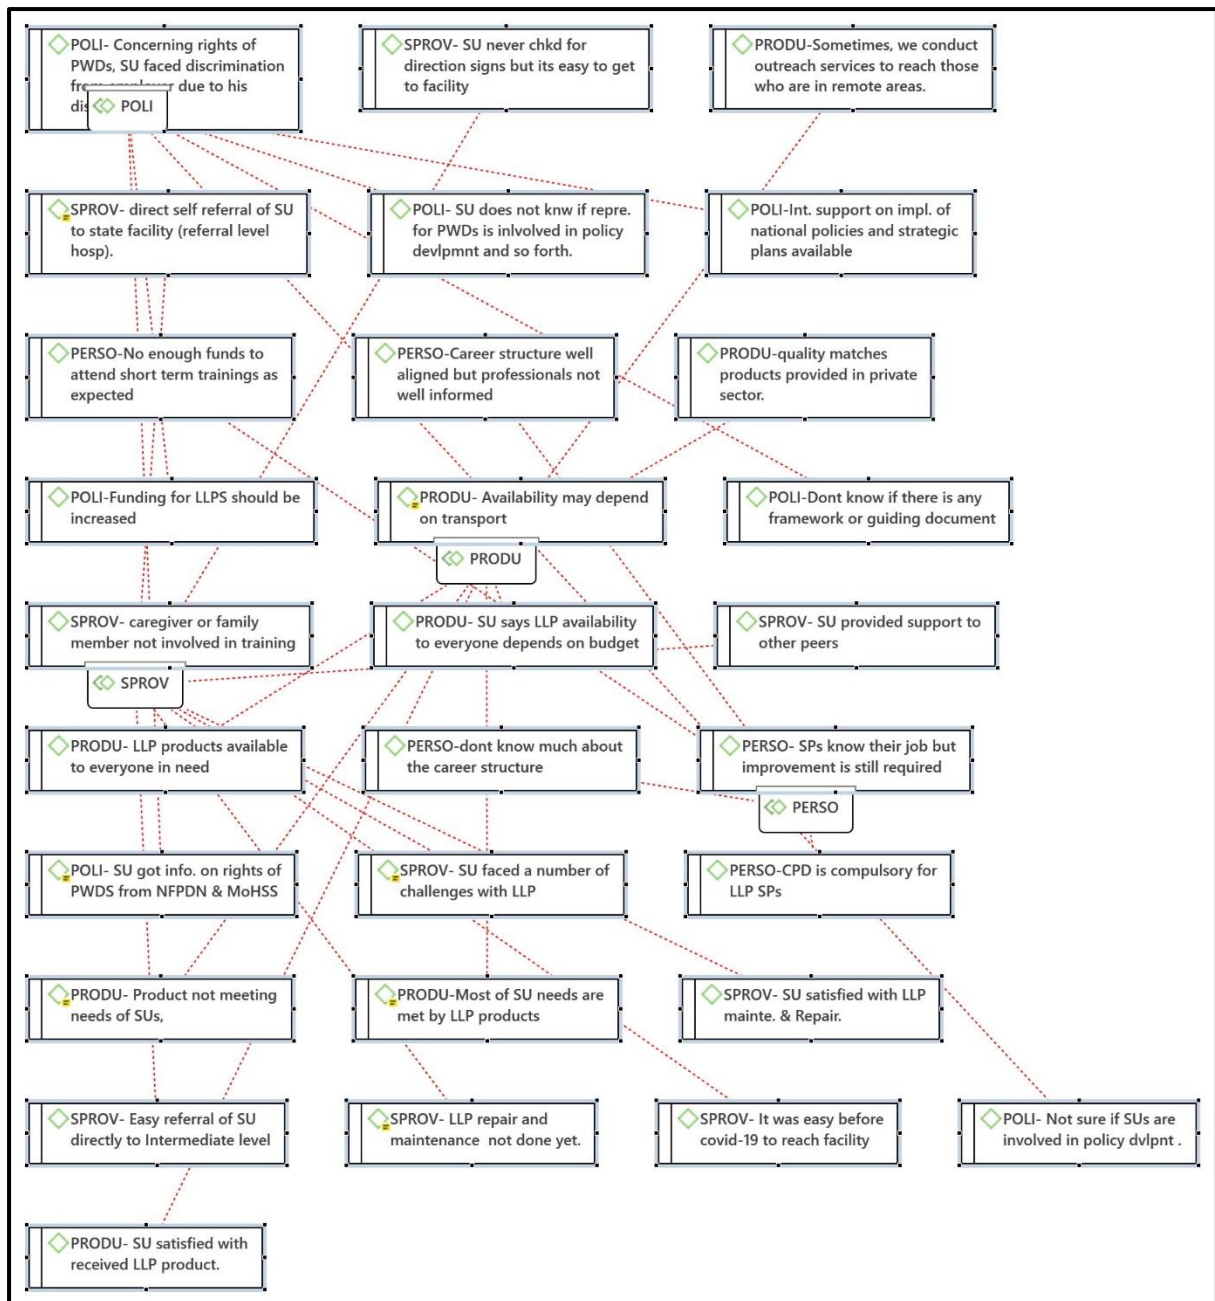 POLI- Concerning rights of
PWDs, SU faced discrimination
from employer due to his
dis
POLI
SPROV- SU never chkd for
direction signs but its easy to get
to facility
PRODU-Sometimes, we conduct
outreach services to reach those
who are in remote areas.
SPROV- direct self referral of SU
to state facility (referral level
hosp).
POLI- SU does not knw if repre.
for PWDs is inlvolved in policy
devlpmnt and so forth.
POLI-Int. support on impl. of
national policies and strategic
plans available
PERSO-No enough funds to
attend short term trainings as
expected
PERSO-Career structure well
aligned but professionals not
well informed
PRODU-quality matches
products provided in private
sector.
POLI-Funding for LLPS should be
increased
PRODU- Availability may depend
on transport
PRODU
POLI-Dont know if there is any
framework or guiding document
SPROV- caregiver or family
member not involved in training
SPROV
PRODU- SU says LLP availability
to everyone depends on budget
SPROV- SU provided support to
other peers
PRODU- LLP products available
to everyone in need
PERSO-dont know much about
the career structure
PERSO- SPs know their job but
improvement is still required
PERSO
POLI- SU got info. on rights of
PWDS from NFPDN & MoHSS
SPROV- SU faced a number of
challenges with LLP
PERSO-CPD is compulsory for
LLP SPs
PRODU- Product not meeting
needs of SUs,
PRODU-Most of SU needs are
met by LLP products
SPROV- SU satisfied with LLP
mainte. & Repair.
SPROV- Easy referral of SU
directly to Intermediate level
SPROV- LLP repair and
maintenance not done yet.
SPROV- It was easy before
covid-19 to reach facility
POLI- Not sure if SUs are
involved in policy dvlpnt .
PRODU- SU satisfied with
received LLP product.